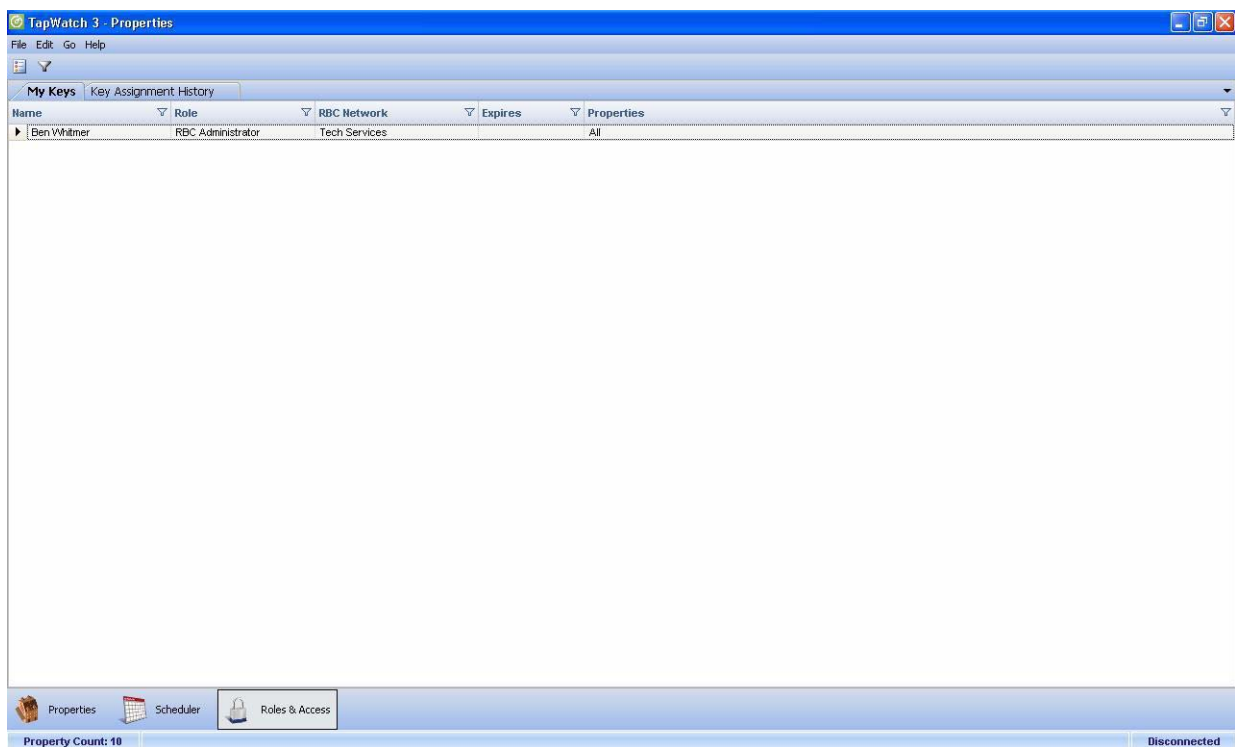 TapWatch 3 - Properties
File Edit Go Help
My Keys Key Assignment History
Name Role RBC Network Expires Properties
Ben Whitmer RBC Administrator Tech Services All
Properties Scheduler Roles & Access
Property Count: 10 Disconnected